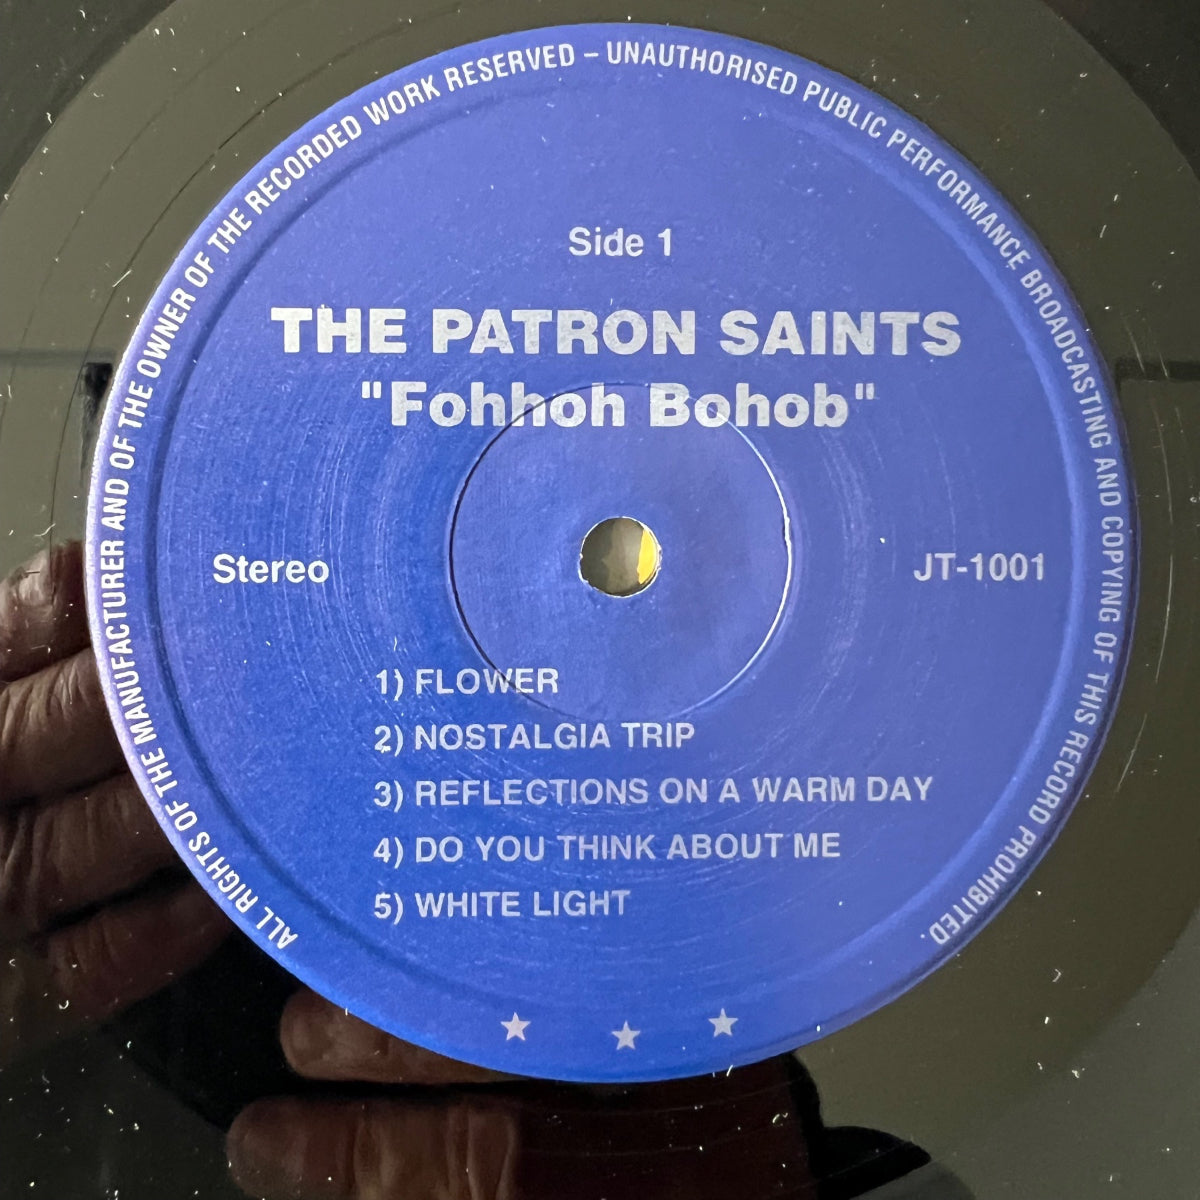 ALL RIGHTS OF THE MANUFACTURER AND OF THE OWNER OF THE RECORDED WORK RESERVED – UNAUTHORISED PUBLIC PERFORMANCE BROADCASTING AND COPYING OF THIS RECORD PROHIBITED.
Side 1
THE PATRON SAINTS
"Fohhoh Bohob"
Stereo
JT-1001
1) FLOWER
2) NOSTALGIA TRIP
3) REFLECTIONS ON A WARM DAY
4) DO YOU THINK ABOUT ME
5) WHITE LIGHT